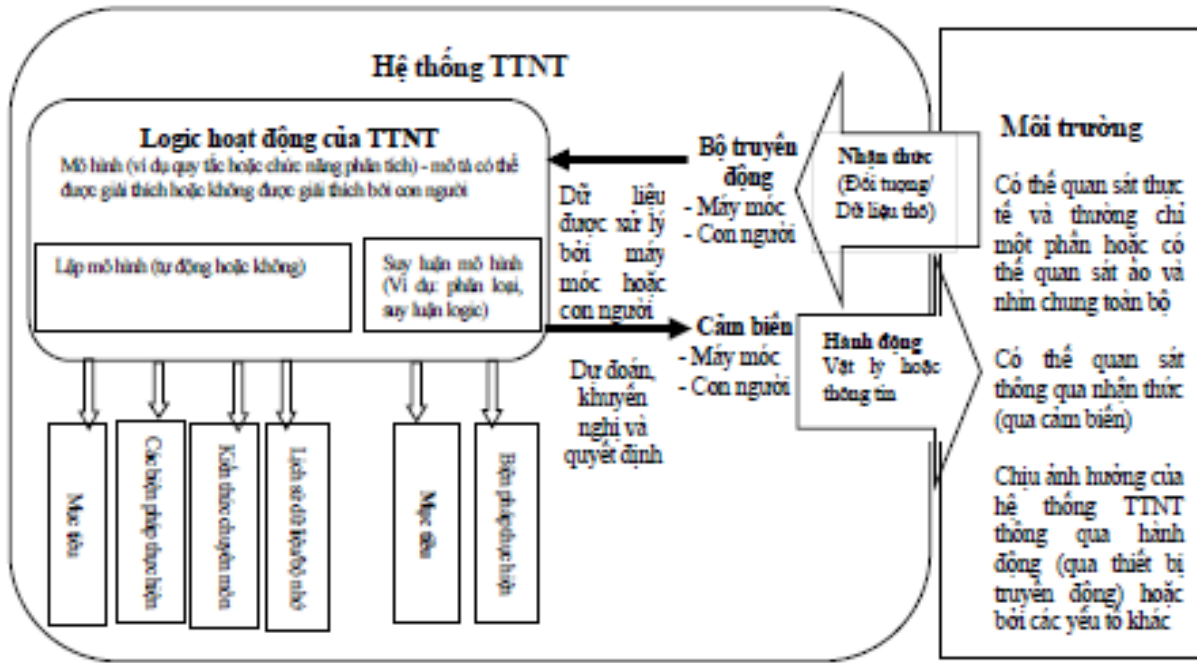 Hệ thống TTNT
Logic hoạt động của TTNT
Mô hình (ví dụ quy tắc hoặc chức năng phân tích) - mô tả có thể
được giải thích hoặc không được giải thích bởi con người
Lập mô hình (tự động hoặc không)
Suy luận mô hình
(Ví dụ: phân loại,
suy luận logic)
Mục tiêu
Các biện pháp thực hiện
Kiến thức chuyên môn
Lịch sử dữ liệu/bộ nhớ
Mục tiêu
Biện pháp thực hiện
Dữ liệu
được xử lý
bởi máy
móc hoặc
con người
Dự đoán,
khuyến
nghị và
quyết định
Bộ truyền
động
- Máy móc
- Con người
Cảm biến
- Máy móc
- Con người
Nhận thức
(Đối tượng/
Dữ liệu thô)
Hành động
Vật lý hoặc
thông tin
Môi trường
Có thể quan sát thực
tế và thường chỉ
một phần hoặc có
thể quan sát ảo và
nhìn chung toàn bộ
Có thể quan sát
thông qua nhận thức
(qua cảm biến)
Chịu ảnh hưởng của
hệ thống TTNT
thông qua hành
động (qua thiết bị
truyền động) hoặc
bởi các yếu tố khác